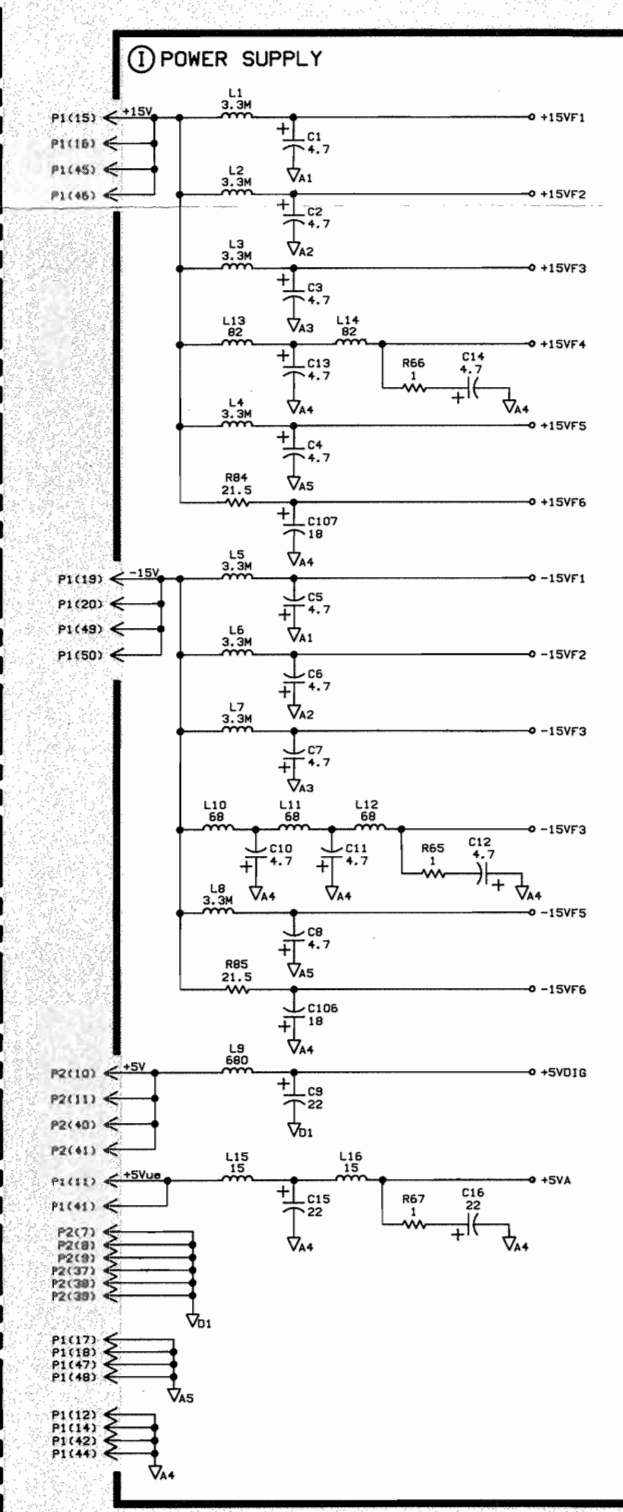 I POWER SUPPLY
L1
3.3M
P1(15) +15V
+15VF1
+ C1
4.7
P1(16)
P1(45)
A1
L2
3.3M
P1(46)
+15VF2
+ C2
4.7
A2
L3
3.3M
+15VF3
+ C3
4.7
A3
L13
82
L14
82
+15VF4
+ C13
4.7
R66
1
C14
4.7
+
A4
A4
L4
3.3M
+15VF5
+ C4
4.7
A5
R84
21.5
+15VF6
+ C107
18
A4
L5
3.3M
P1(19) -15V
-15VF1
P1(20)
C5
+ 4.7
P1(49)
A1
L6
3.3M
P1(50)
-15VF2
C6
+ 4.7
A2
L7
3.3M
-15VF3
C7
+ 4.7
A3
L10
68
L11
68
L12
68
-15VF3
C10
+ 4.7
C11
+ 4.7
R65
1
C12
4.7
+
A4
A4
A4
L8
3.3M
-15VF5
C8
+ 4.7
A5
R85
21.5
-15VF6
C106
+ 18
A4
L9
680
P2(10) +5V
+5VDIG
+ C9
22
P2(11)
P2(40)
D1
P2(41)
L15
15
L16
15
P1(11) +5Vue
+5VA
+ C15
22
R67
1
C16
22
+
P1(41)
A4
A4
P2(7)
P2(8)
P2(9)
P2(37)
P2(38)
P2(39)
D1
P1(17)
P1(18)
P1(47)
P1(48)
A5
P1(12)
P1(14)
P1(42)
P1(44)
A4